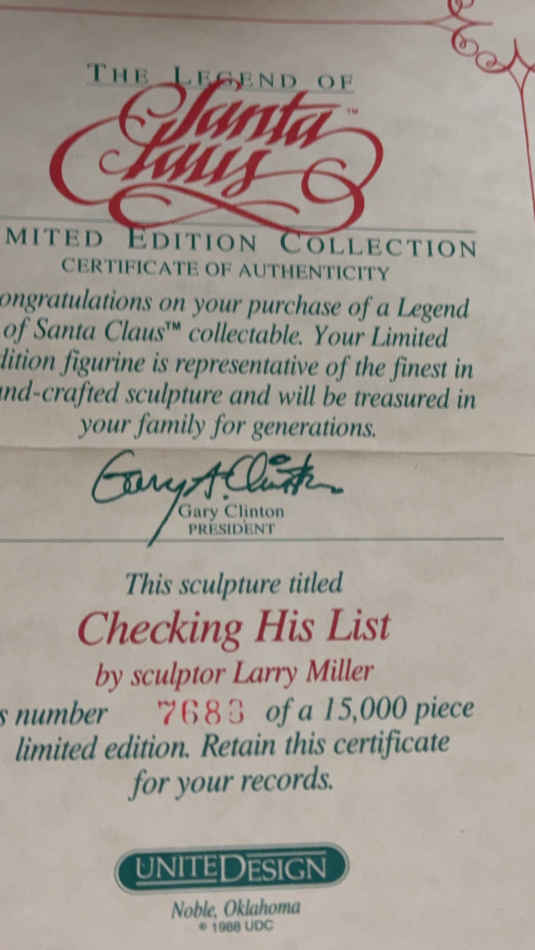 THE LEGEND OF
Santa
Claus™
MITED EDITION COLLECTION
CERTIFICATE OF AUTHENTICITY
ongratulations on your purchase of a Legend
of Santa Claus™ collectable. Your Limited
dition figurine is representative of the finest in
nd-crafted sculpture and will be treasured in
your family for generations.
Gary A. Clinton
Gary Clinton
PRESIDENT
This sculpture titled
Checking His List
by sculptor Larry Miller
s number 7683 of a 15,000 piece
limited edition. Retain this certificate
for your records.
UNITEDESIGN
Noble, Oklahoma
© 1988 UDC